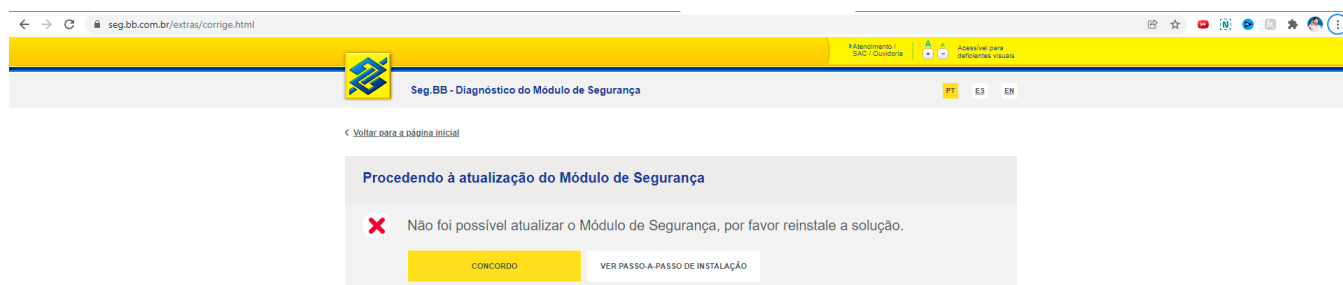 seg.bb.com.br/extras/corrige.html
Atendimento /
SAC / Ouvidoria
A A
+ -
Acessível para
deficientes visuais
Seg.BB - Diagnóstico do Módulo de Segurança
PT ES EN
Voltar para a página inicial
Procedendo à atualização do Módulo de Segurança
Não foi possível atualizar o Módulo de Segurança, por favor reinstale a solução.
CONCORDO VER PASSO-A-PASSO DE INSTALAÇÃO